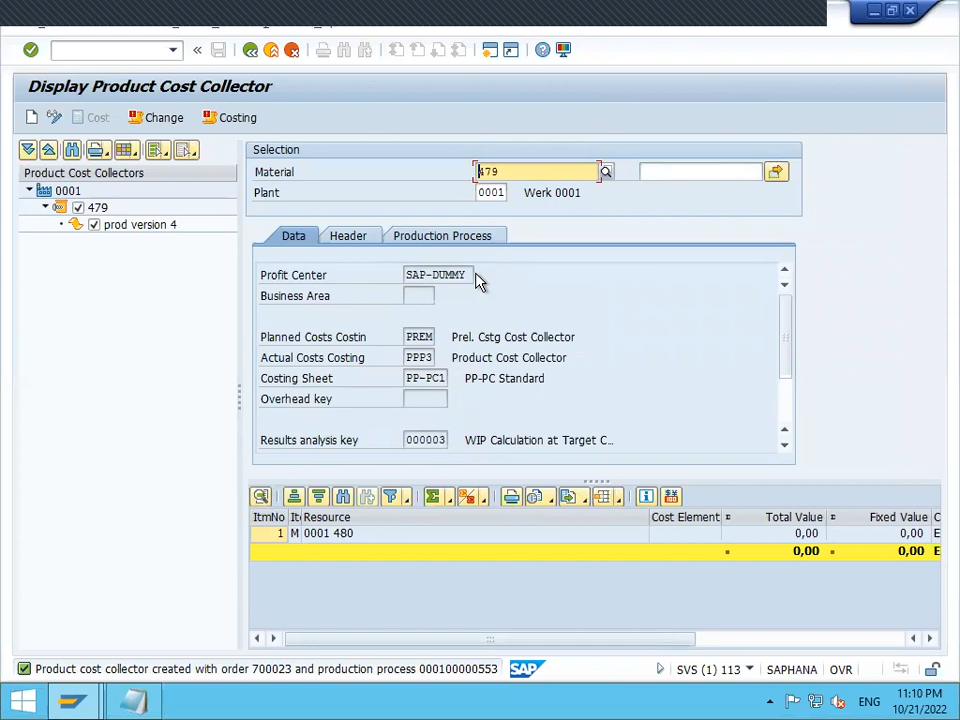 Display Product Cost Collector
Cost
Change
Costing
Product Cost Collectors
0001
479
prod version 4
Selection
Material 479
Plant 0001 Werk 0001
Data Header Production Process
Profit Center SAP-DUMMY
Business Area
Planned Costs Costin PREM Prel. Cstg Cost Collector
Actual Costs Costing PPP3 Product Cost Collector
Costing Sheet PP-PC1 PP-PC Standard
Overhead key
Results analysis key 000003 WIP Calculation at Target C...
ItmNo It Resource Cost Element Total Value Fixed Value C
1 M 0001 480 0,00 0,00 E
0,00 0,00 E
Product cost collector created with order 700023 and production process 000100000553
SAP
SVS (1) 113 SAPHANA OVR
ENG
11:10 PM
10/21/2022